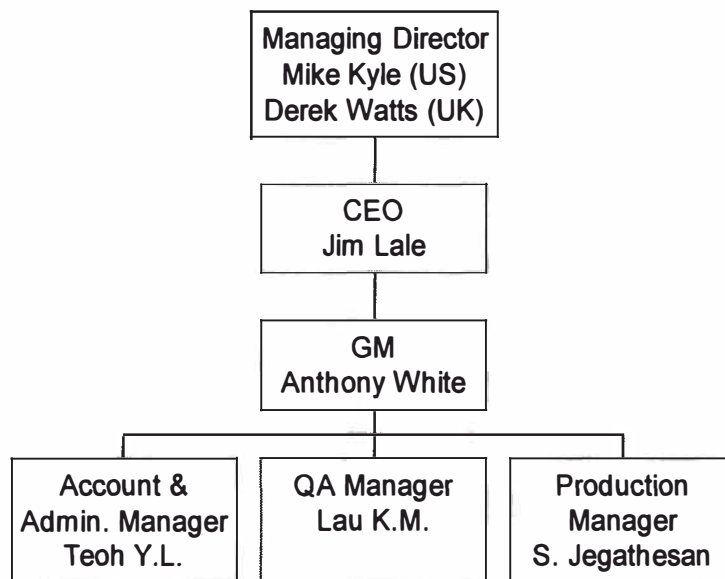 Managing Director
Mike Kyle (US)
Derek Watts (UK)
CEO
Jim Lale
GM
Anthony White
Account &
Admin. Manager
Teoh Y.L.
QA Manager
Lau K.M.
Production
Manager
S. Jegathesan